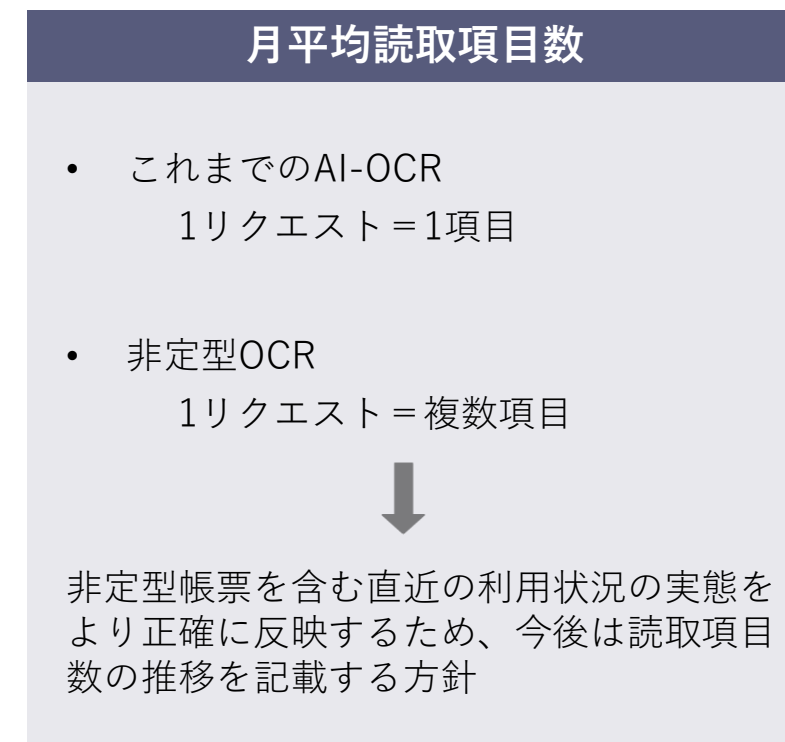 月平均読取項目数
• これまでのAI-OCR
1リクエスト＝1項目
• 非定型OCR
1リクエスト＝複数項目
非定型帳票を含む直近の利用状況の実態を
より正確に反映するため、今後は読取項目
数の推移を記載する方針